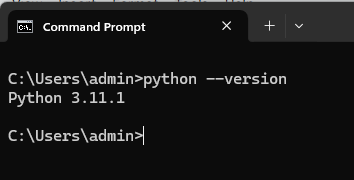 Command Prompt
C:\Users\admin>python --version
Python 3.11.1
C:\Users\admin>